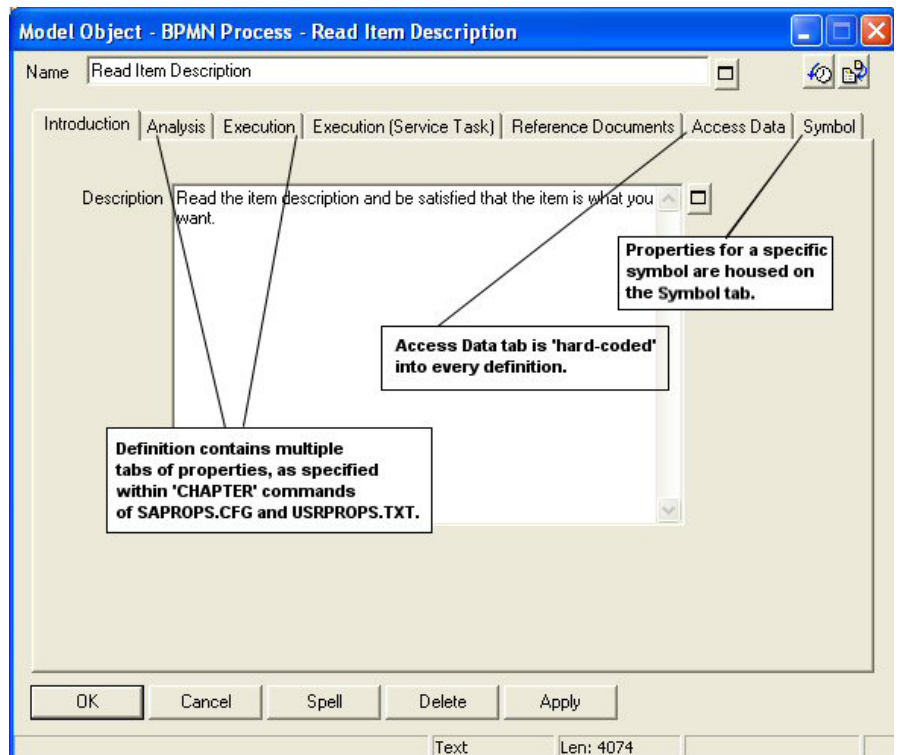 Model Object - BPMN Process - Read Item Description
Name Read Item Description
Introduction Analysis Execution Execution (Service Task) Reference Documents Access Data Symbol
Description Read the item description and be satisfied that the item is what you
want.
Properties for a specific
symbol are housed on
the Symbol tab.
Access Data tab is 'hard-coded'
into every definition.
Definition contains multiple
tabs of properties, as specified
within 'CHAPTER' commands
of SAPROPS.CFG and USRPROPS.TXT.
OK Cancel Spell Delete Apply
Text Len: 4074